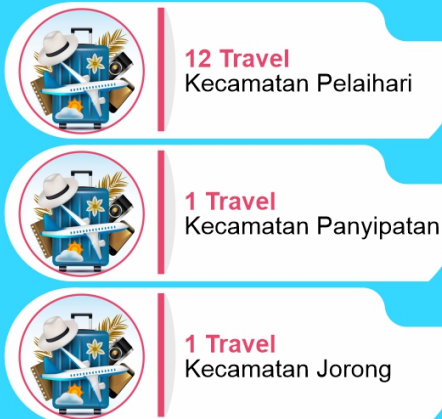 12 Travel
Kecamatan Pelaihari
1 Travel
Kecamatan Panyipatan
1 Travel
Kecamatan Jorong